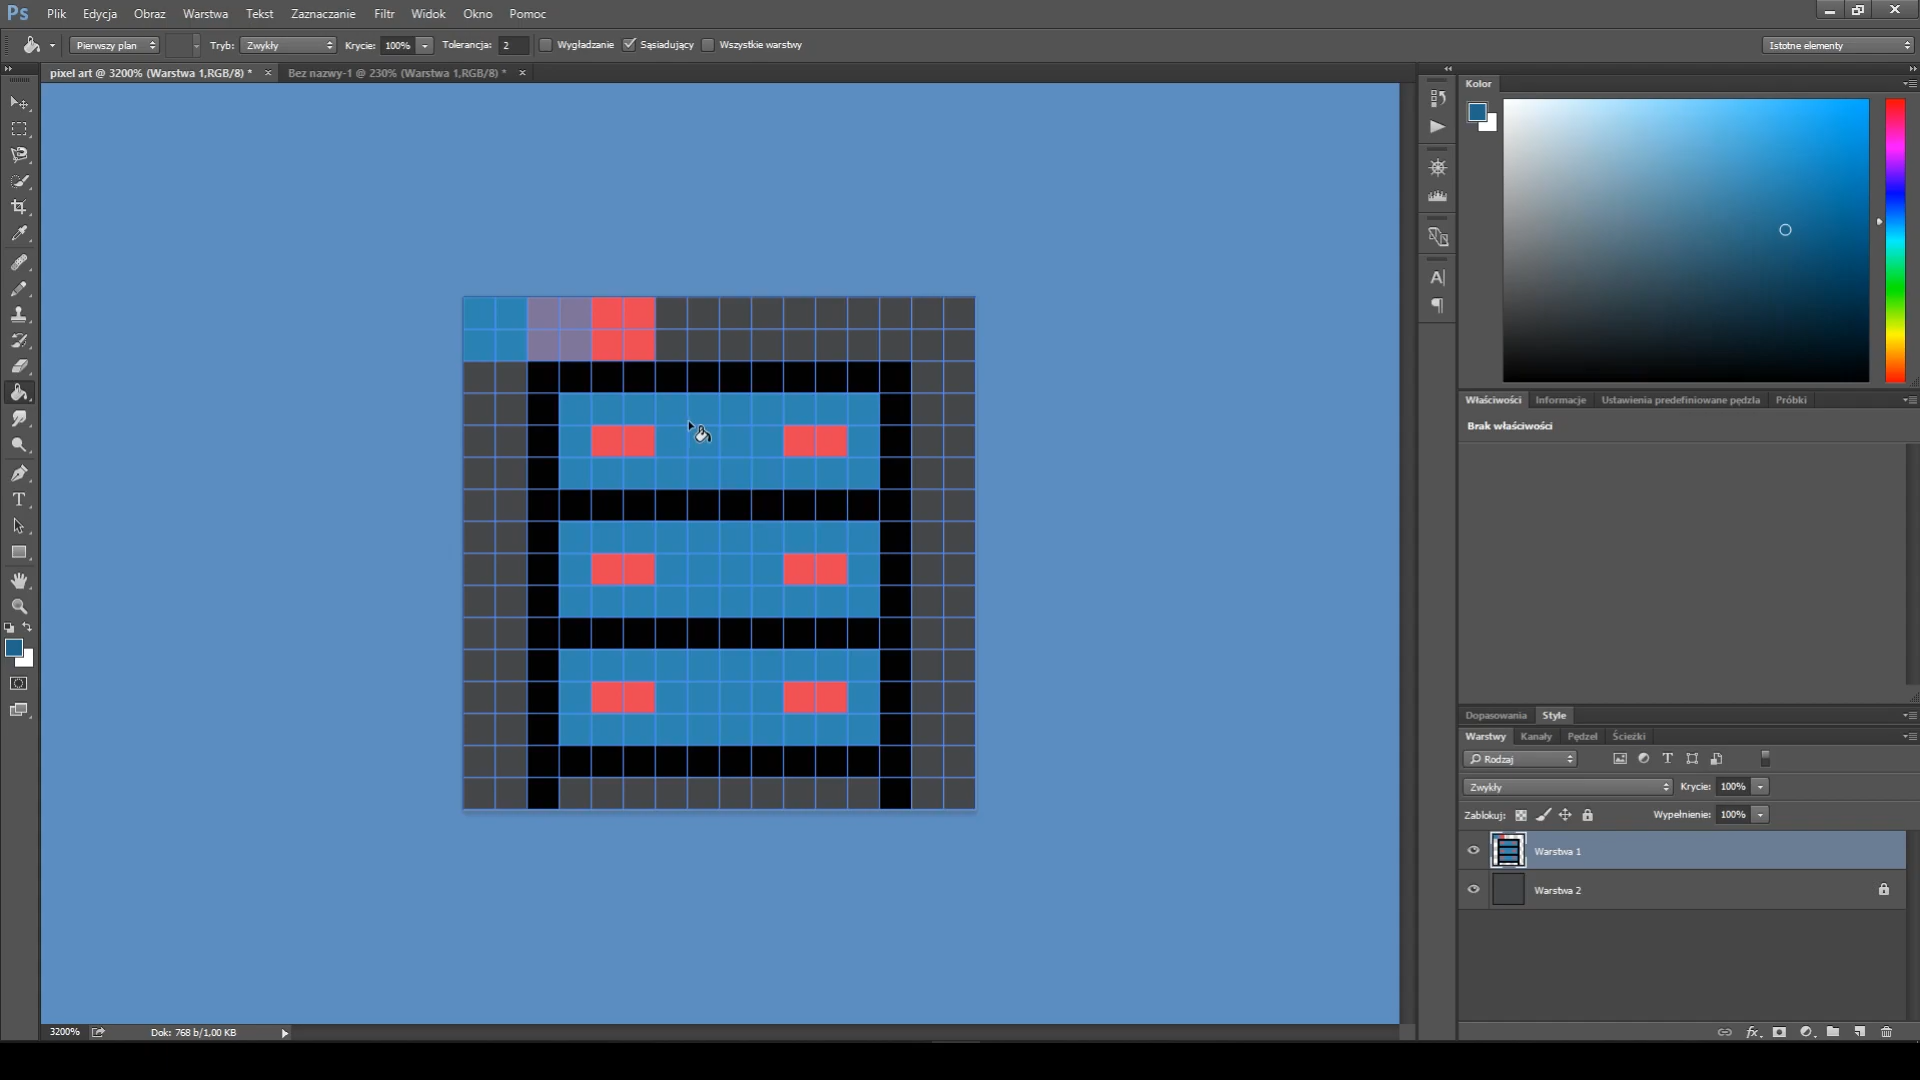 Ps Plik Edycja Obraz Warstwa Tekst Zaznaczanie Filtr Widok Okno Pomoc
Pierwszy plan Tryb: Zwykły Krycie: 100% Tolerancja: 2 Wygładzanie Sąsiadujący Wszystkie warstwy Istotne elementy
pixel art @ 3200% (Warstwa 1,RGB/8) * × Bez nazwy-1 @ 230% (Warstwa 1,RGB/8) * ×
Kolor
Właściwości Informacje Ustawienia predefiniowane pędzla Próbki
Brak właściwości
Dopasowania Style
Warstwy Kanały Pędzel Ścieżki
Rodzaj
Zwykły Krycie: 100%
Zablokuj: Wypełnienie: 100%
Warstwa 1
Warstwa 2
3200% Dok: 768 b/1,00 KB